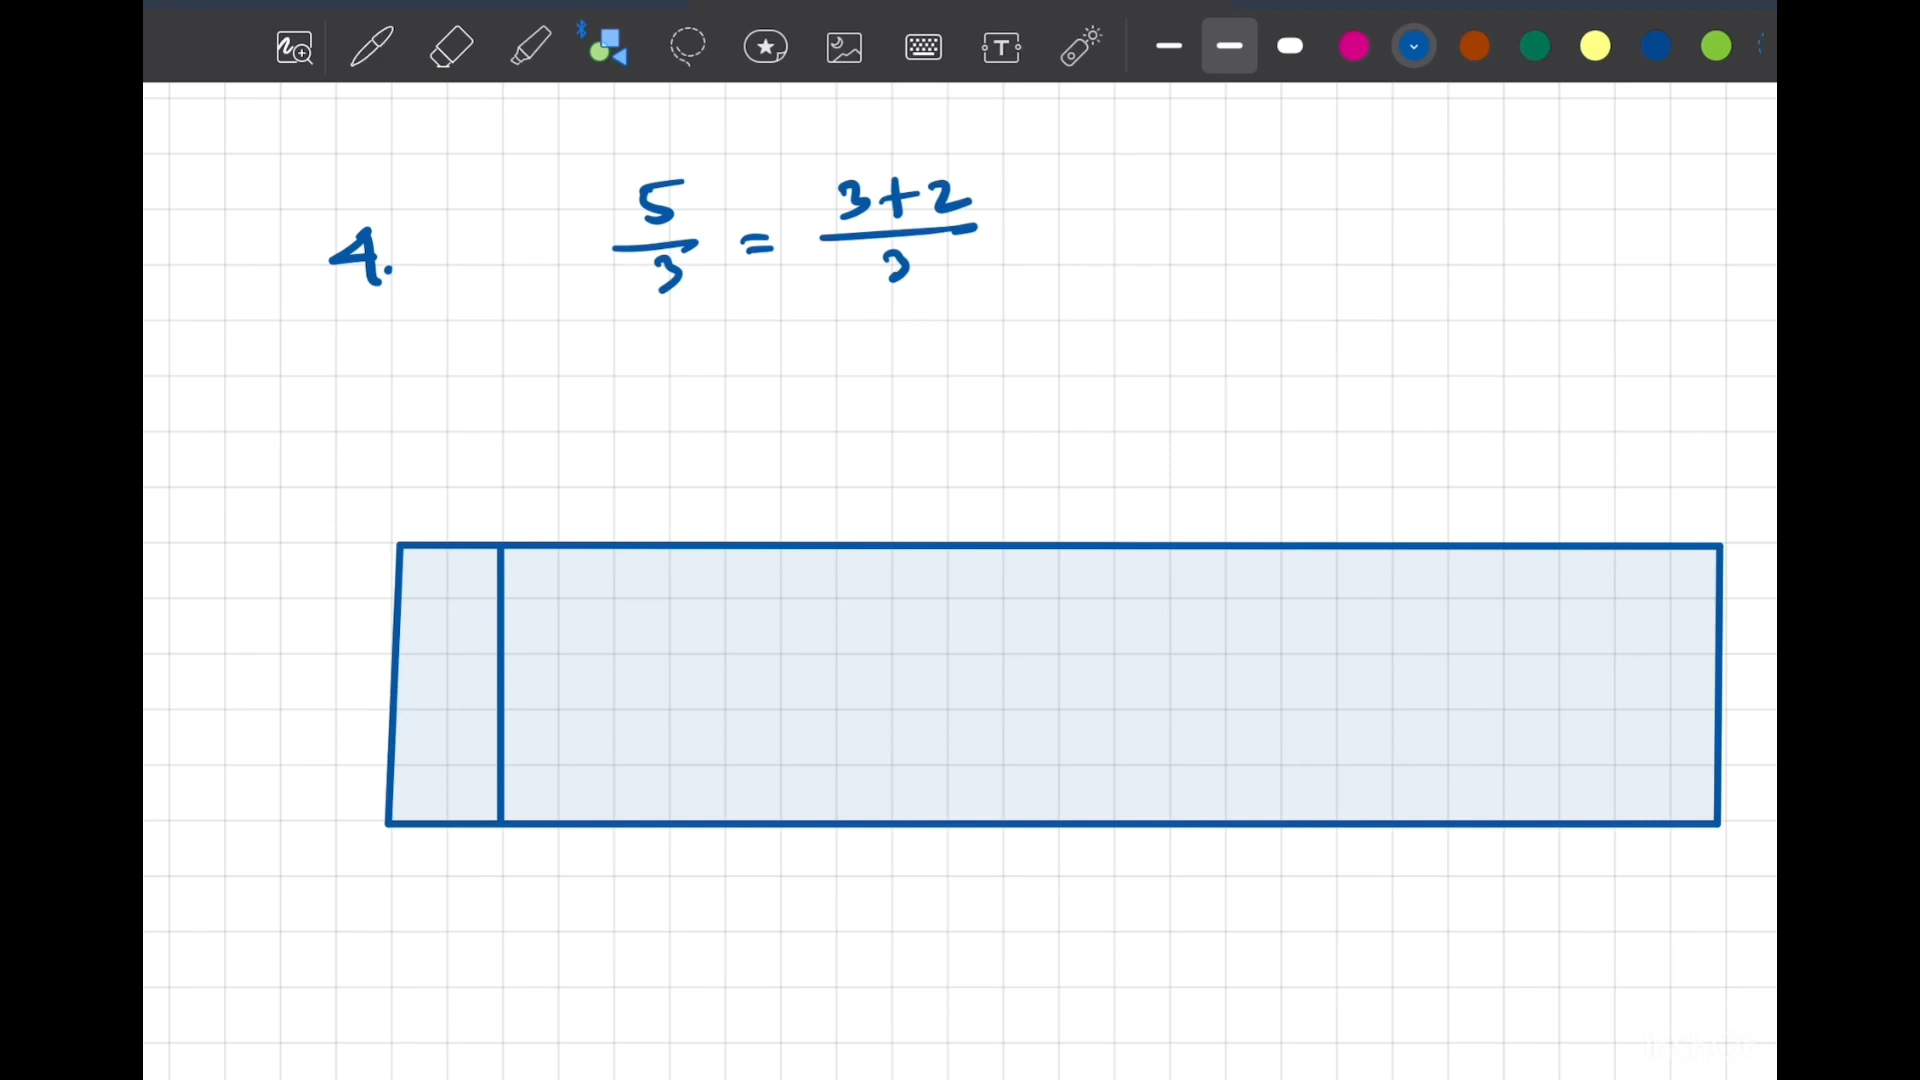 4. 5/3 = 3+2/3